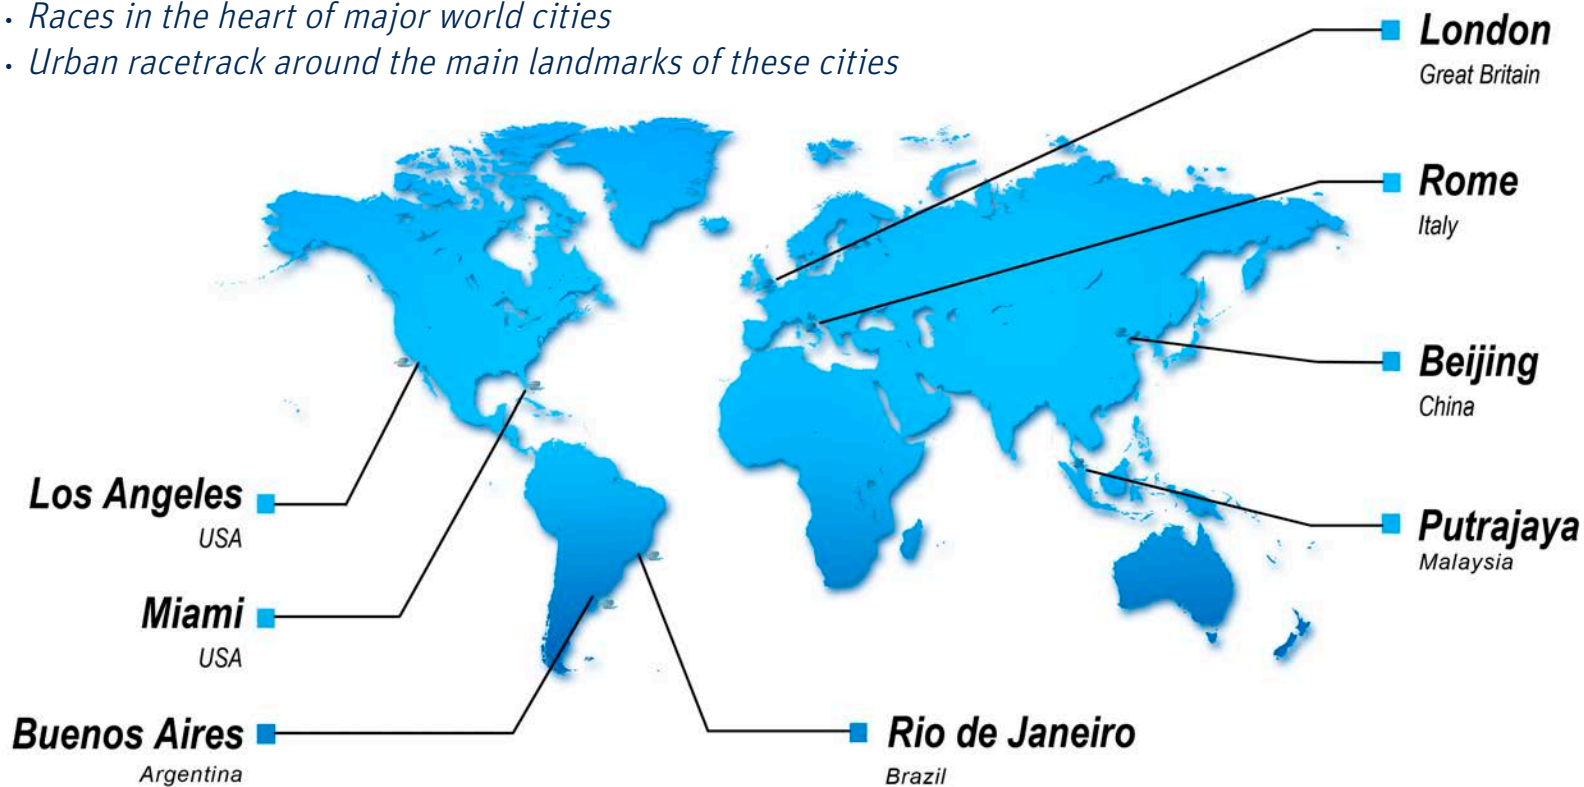 • Races in the heart of major world cities
• Urban racetrack around the main landmarks of these cities
London
Great Britain
Rome
Italy
Beijing
China
Putrajaya
Malaysia
Los Angeles
USA
Miami
USA
Buenos Aires
Argentina
Rio de Janeiro
Brazil